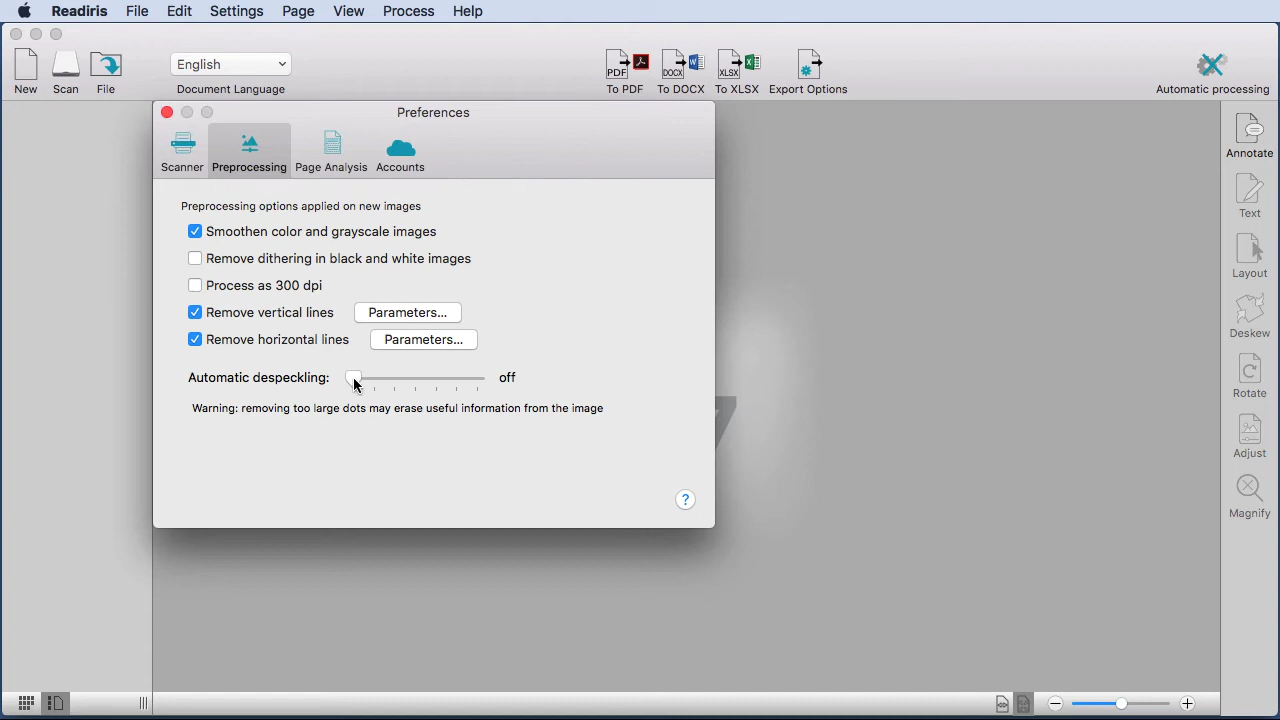 Readiris File Edit Settings Page View Process Help
English
New Scan File Document Language
PDF DOCX XLSX
To PDF To DOCX To XLSX Export Options Automatic processing
Preferences
Scanner Preprocessing Page Analysis Accounts
Preprocessing options applied on new images
Smoothen color and grayscale images
Remove dithering in black and white images
Process as 300 dpi
Remove vertical lines Parameters...
Remove horizontal lines Parameters...
Automatic despeckling: off
Warning: removing too large dots may erase useful information from the image
?
Annotate
Text
Layout
Deskew
Rotate
Adjust
Magnify